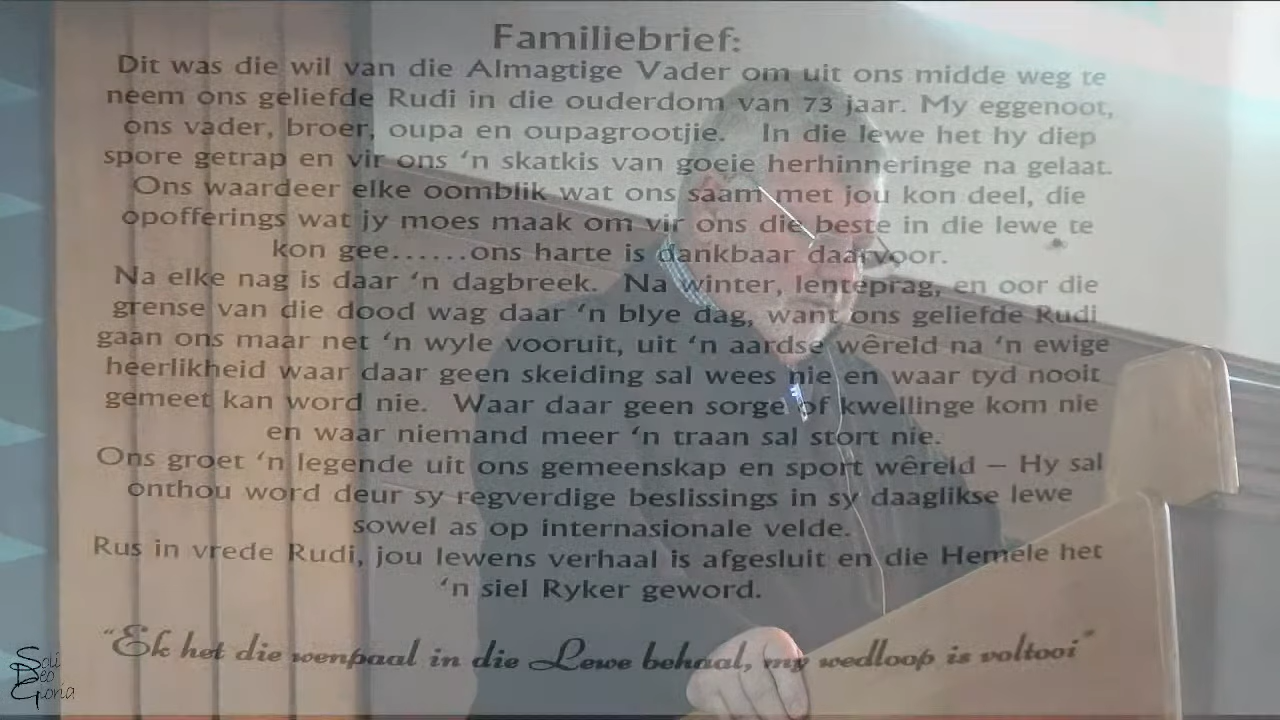 Familiebrief:
Dit was die wil van die Almagtige Vader om uit ons midde weg te
neem ons geliefde Rudi in die ouderdom van 73 jaar. My eggenoot,
ons vader, broer, oupa en oupagrootjie. In die lewe het hy diep
spore getrap en vir ons ‘n skatkis van goeie herhinneringe na gelaat.
Ons waardeer elke oomblik wat ons saam met jou kon deel, die
opofferings wat jy moes maak om vir ons die beste in die lewe te
kon gee......ons harte is dankbaar daarvoor.
Na elke nag is daar ‘n dagbreek. Na winter, lenteprag, en oor die
grense van die dood wag daar ‘n blye dag, want ons geliefde Rudi
gaan ons maar net ‘n wyle vooruit, uit ‘n aardse wêreld na ‘n ewige
heerlikheid waar daar geen skeiding sal wees nie en waar tyd nooit
gemeet kan word nie. Waar daar geen sorge of kwellinge kom nie
en waar niemand meer ‘n traan sal stort nie.
Ons groet ‘n legende uit ons gemeenskap en sport wêreld – Hy sal
onthou word deur sy regverdige beslissings in sy daaglikse lewe
sowel as op internasionale velde.
Rus in vrede Rudi, jou lewens verhaal is afgesluit en die Hemele het
‘n siel Ryker geword.
“Ek het die wenpaal in die Lewe behaal, my wedloop is voltooi”
Soli
Deo
Gloria